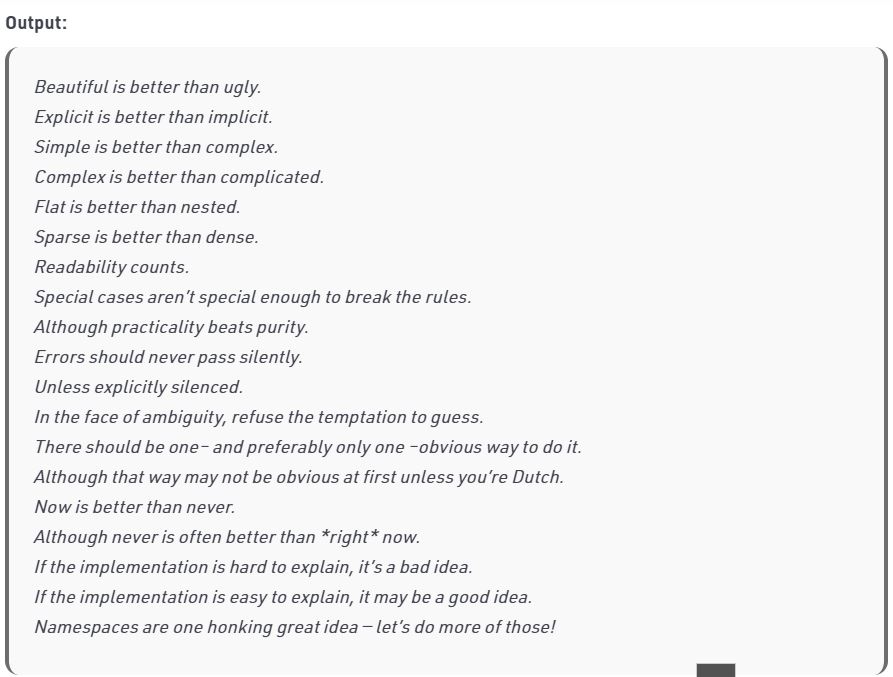 Output:
Beautiful is better than ugly.
Explicit is better than implicit.
Simple is better than complex.
Complex is better than complicated.
Flat is better than nested.
Sparse is better than dense.
Readability counts.
Special cases aren’t special enough to break the rules.
Although practicality beats purity.
Errors should never pass silently.
Unless explicitly silenced.
In the face of ambiguity, refuse the temptation to guess.
There should be one– and preferably only one –obvious way to do it.
Although that way may not be obvious at first unless you’re Dutch.
Now is better than never.
Although never is often better than *right* now.
If the implementation is hard to explain, it’s a bad idea.
If the implementation is easy to explain, it may be a good idea.
Namespaces are one honking great idea – let’s do more of those!